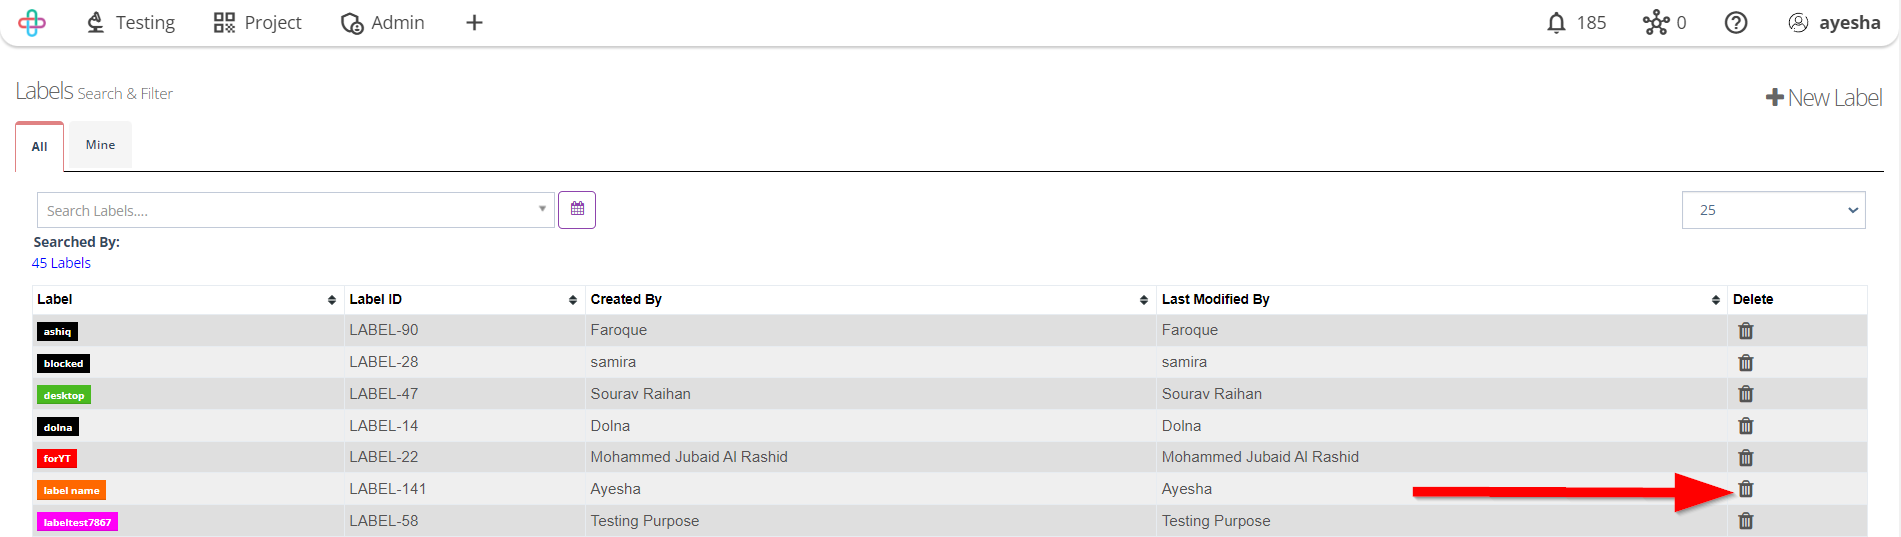 Testing Project Admin 185 0 ayesha
Labels Search & Filter
New Label
All Mine
Search Labels.... 25
Searched By:
45 Labels
Label Label ID Created By Last Modified By Delete
ashiq LABEL-90 Faroque Faroque
blocked LABEL-28 samira samira
desktop LABEL-47 Sourav Raihan Sourav Raihan
dolna LABEL-14 Dolna Dolna
forYT LABEL-22 Mohammed Jubaid Al Rashid Mohammed Jubaid Al Rashid
label name LABEL-141 Ayesha Ayesha
labeltest7867 LABEL-58 Testing Purpose Testing Purpose